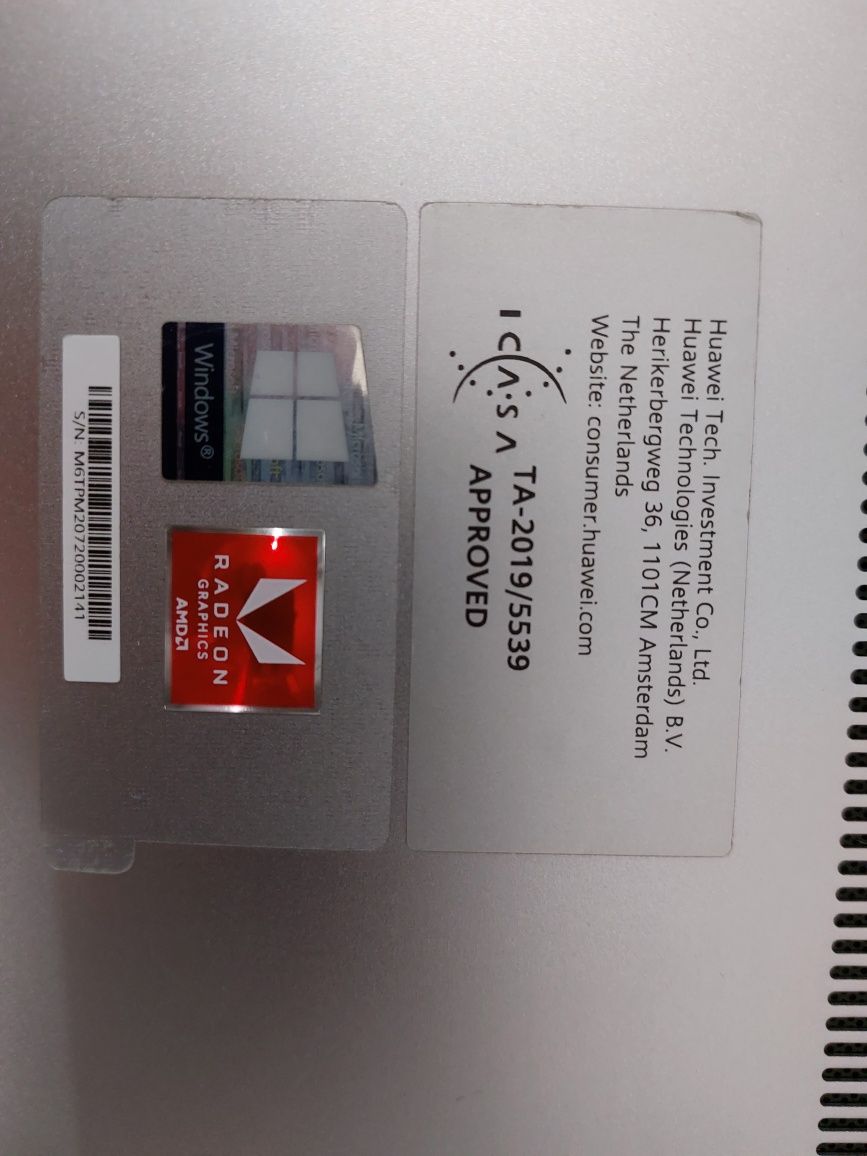 Huawei Tech. Investment Co., Ltd.
Huawei Technologies (Netherlands) B.V.
Herikerbergweg 36, 1101CM Amsterdam
The Netherlands
Website: consumer.huawei.com
ICASA
TA-2019/5539
APPROVED
Windows®
RADEON
GRAPHICS
AMD
S/N: M6TPM20720002141